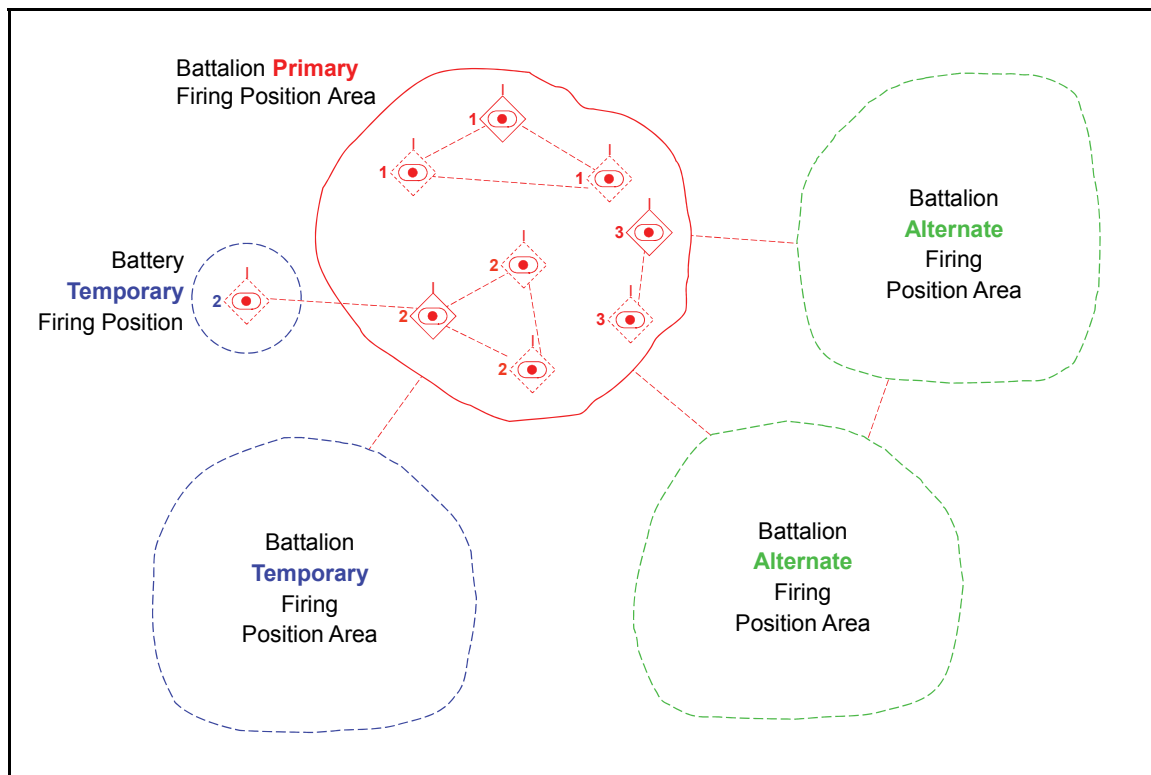 Battalion Primary
Firing Position Area
1
1
1
3
2
3
2
2
Battery
Temporary
Firing Position
2
Battalion
Alternate
Firing
Position Area
Battalion
Temporary
Firing
Position Area
Battalion
Alternate
Firing
Position Area